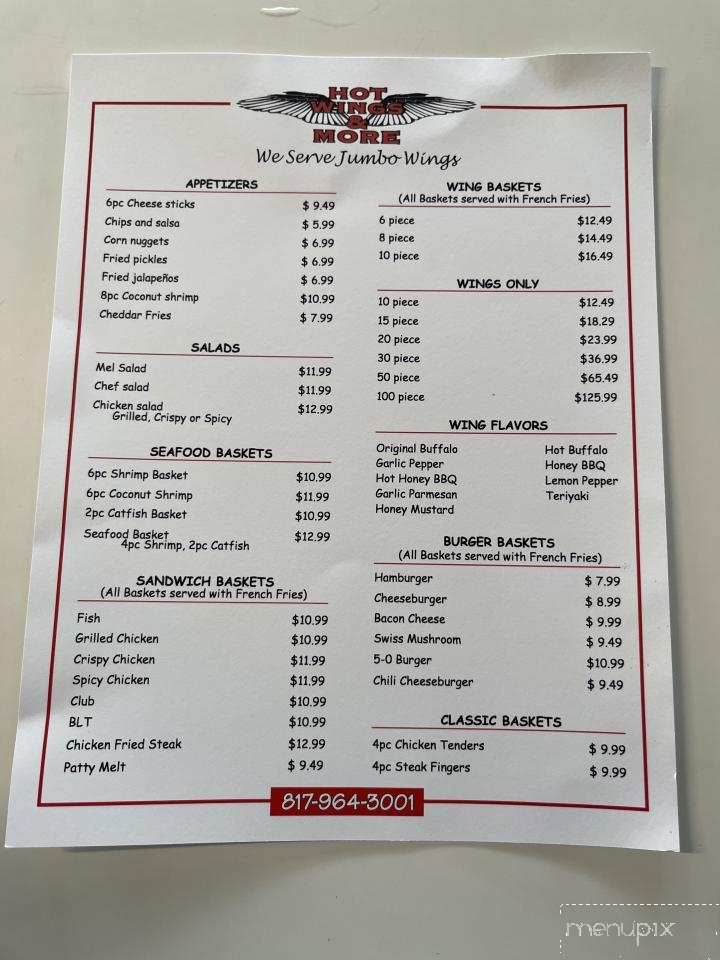 HOT
WINGS
&
MORE
We Serve Jumbo Wings
APPETIZERS
6pc Cheese sticks $ 9.49
Chips and salsa $ 5.99
Corn nuggets $ 6.99
Fried pickles $ 6.99
Fried jalapeños $ 6.99
8pc Coconut shrimp $10.99
Cheddar Fries $ 7.99
SALADS
Mel Salad $11.99
Chef salad $11.99
Chicken salad $12.99
Grilled, Crispy or Spicy
SEAFOOD BASKETS
6pc Shrimp Basket $10.99
6pc Coconut Shrimp $11.99
2pc Catfish Basket $10.99
Seafood Basket $12.99
4pc Shrimp, 2pc Catfish
SANDWICH BASKETS
(All Baskets served with French Fries)
Fish $10.99
Grilled Chicken $10.99
Crispy Chicken $11.99
Spicy Chicken $11.99
Club $10.99
BLT $10.99
Chicken Fried Steak $12.99
Patty Melt $ 9.49
WING BASKETS
(All Baskets served with French Fries)
6 piece $12.49
8 piece $14.49
10 piece $16.49
WINGS ONLY
10 piece $12.49
15 piece $18.29
20 piece $23.99
30 piece $36.99
50 piece $65.49
100 piece $125.99
WING FLAVORS
Original Buffalo Hot Buffalo
Garlic Pepper Honey BBQ
Hot Honey BBQ Lemon Pepper
Garlic Parmesan Teriyaki
Honey Mustard
BURGER BASKETS
(All Baskets served with French Fries)
Hamburger $ 7.99
Cheeseburger $ 8.99
Bacon Cheese $ 9.99
Swiss Mushroom $ 9.49
5-0 Burger $10.99
Chili Cheeseburger $ 9.49
CLASSIC BASKETS
4pc Chicken Tenders $ 9.99
4pc Steak Fingers $ 9.99
817-964-3001
menupix